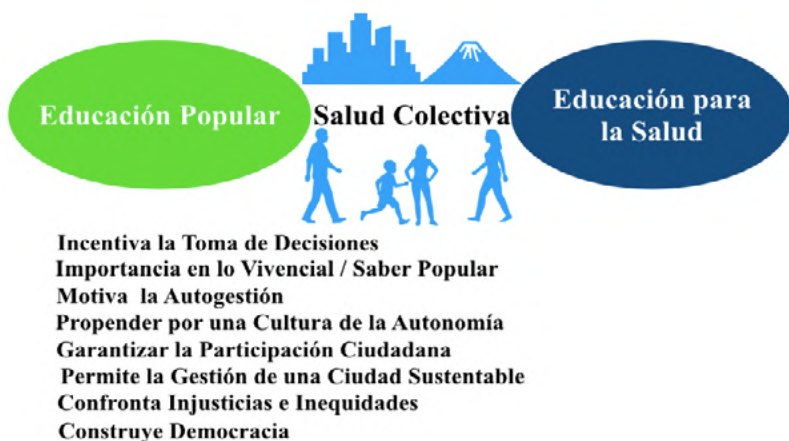 Educación Popular
Salud Colectiva
Educación para
la Salud
Incentiva la Toma de Decisiones
Importancia en lo Vivencial / Saber Popular
Motiva la Autogestión
Propender por una Cultura de la Autonomía
Garantizar la Participación Ciudadana
Permite la Gestión de una Ciudad Sustentable
Confronta Injusticias e Inequidades
Construye Democracia